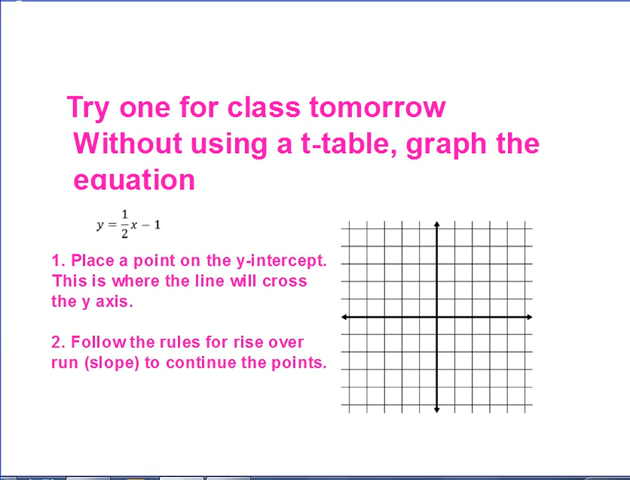 Try one for class tomorrow
Without using a t-table, graph the
equation
y = 1/2 x − 1
1. Place a point on the y-intercept.
This is where the line will cross
the y axis.
2. Follow the rules for rise over
run (slope) to continue the points.